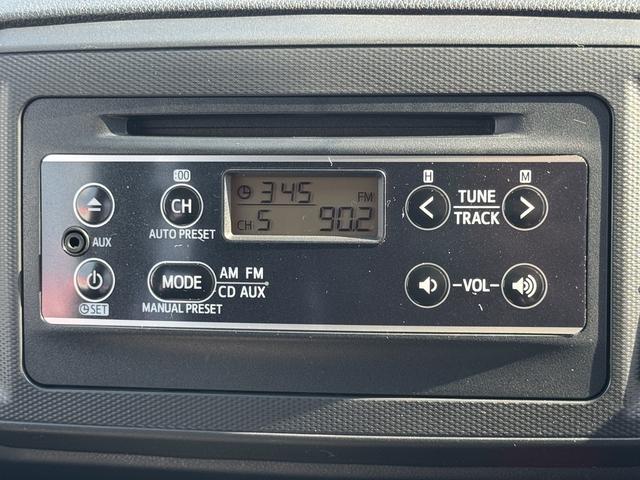 :00
H
M
CH
AUTO PRESET
3:45
FM
CH 5 90.2
< TUNE >
TRACK
AUX
MODE
AM FM
CD AUX
MANUAL PRESET
SET
VOL